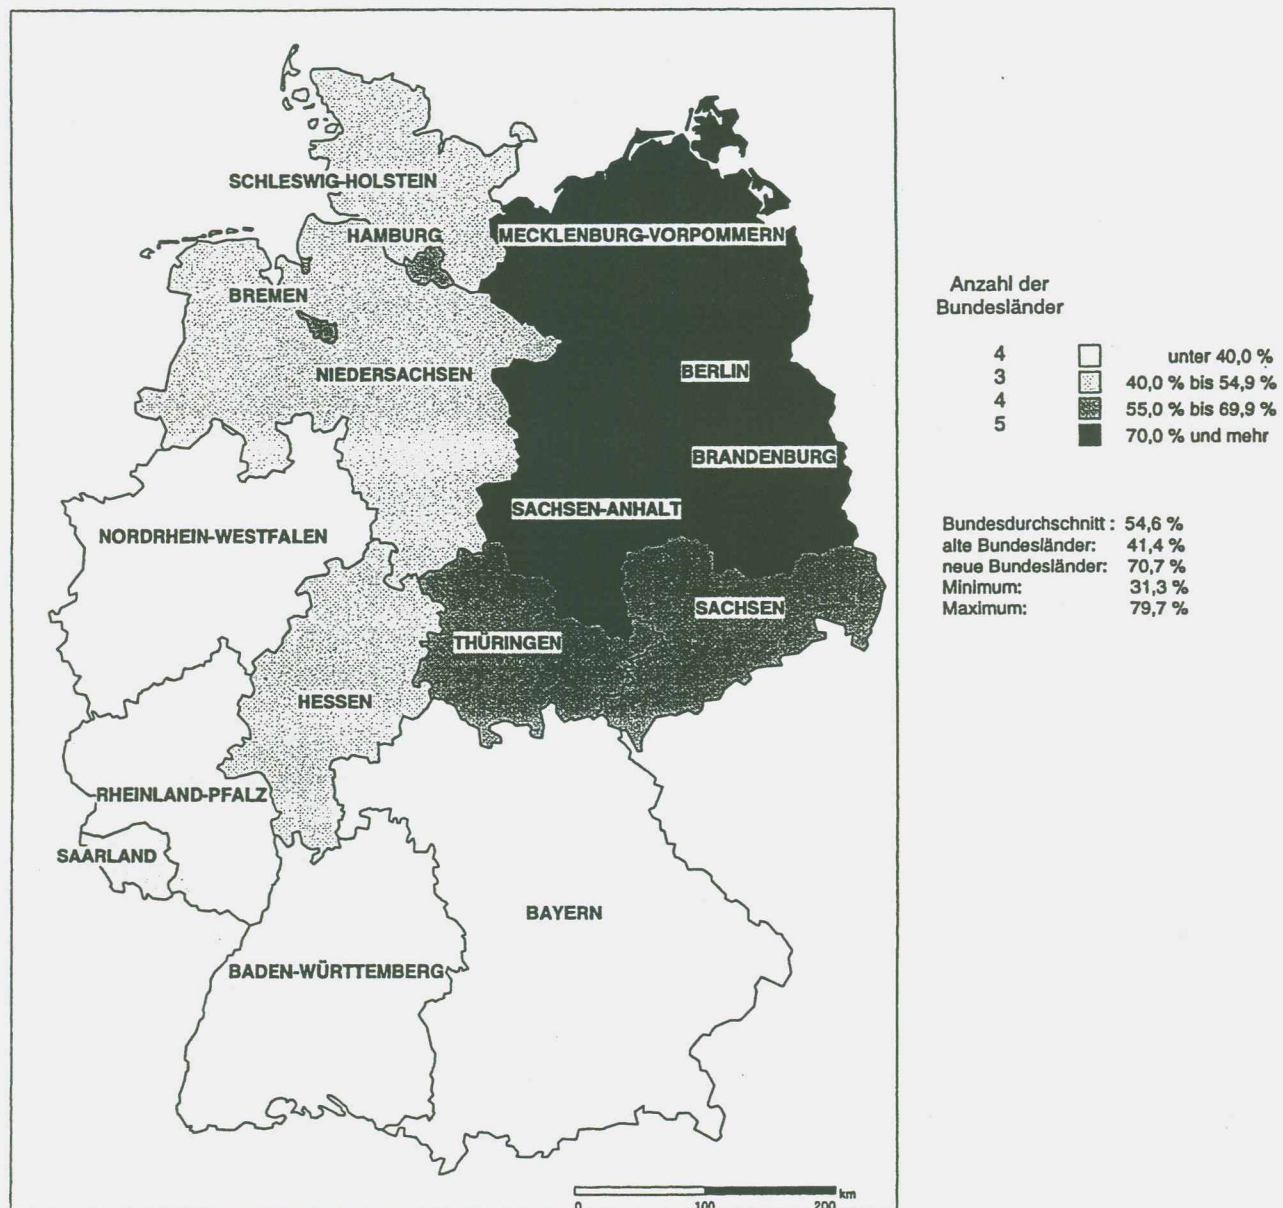 SCHLESWIG-HOLSTEIN
HAMBURG
MECKLENBURG-VORPOMMERN
BREMEN
NIEDERSACHSEN
BERLIN
BRANDENBURG
SACHSEN-ANHALT
NORDRHEIN-WESTFALEN
SACHSEN
THÜRINGEN
HESSEN
RHEINLAND-PFALZ
SAARLAND
BAYERN
BADEN-WÜRTTEMBERG
km
0 100 200
Anzahl der
Bundesländer
4 unter 40,0 %
3 40,0 % bis 54,9 %
4 55,0 % bis 69,9 %
5 70,0 % und mehr
Bundesdurchschnitt : 54,6 %
alte Bundesländer: 41,4 %
neue Bundesländer: 70,7 %
Minimum: 31,3 %
Maximum: 79,7 %